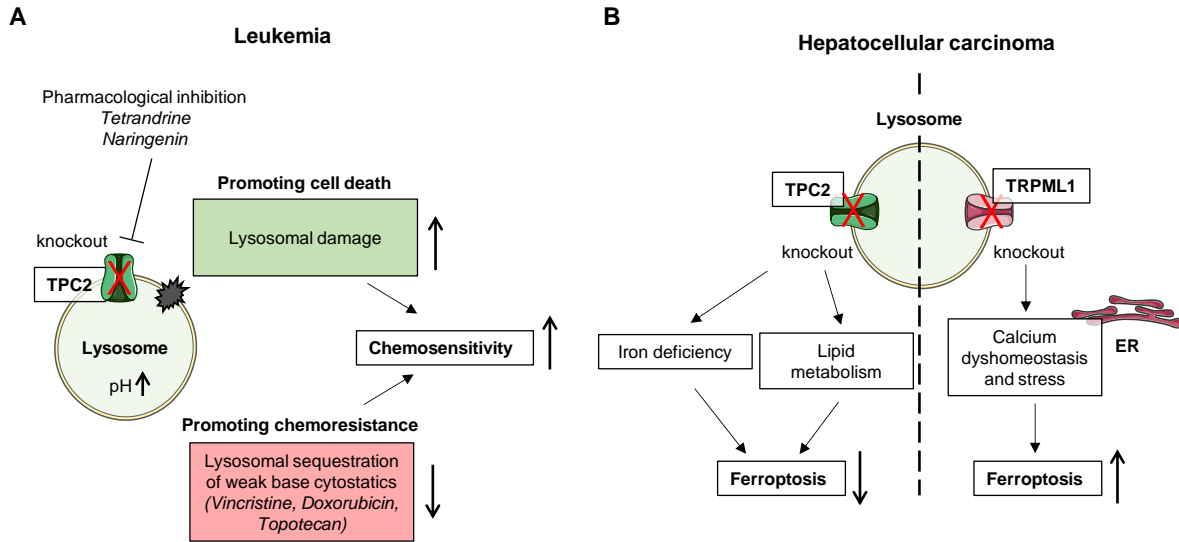 A
Leukemia
Pharmacological inhibition
Tetrandrine
Naringenin
Promoting cell death
Lysosomal damage
knockout
TPC2
Lysosome
pH
Chemosensitivity
Promoting chemoresistance
Lysosomal sequestration
of weak base cytostatics
(Vincristine, Doxorubicin,
Topotecan)
B
Hepatocellular carcinoma
Lysosome
TPC2
TRPML1
knockout
knockout
Iron deficiency
Lipid
metabolism
Calcium
dyshomeostasis
and stress
ER
Ferroptosis
Ferroptosis